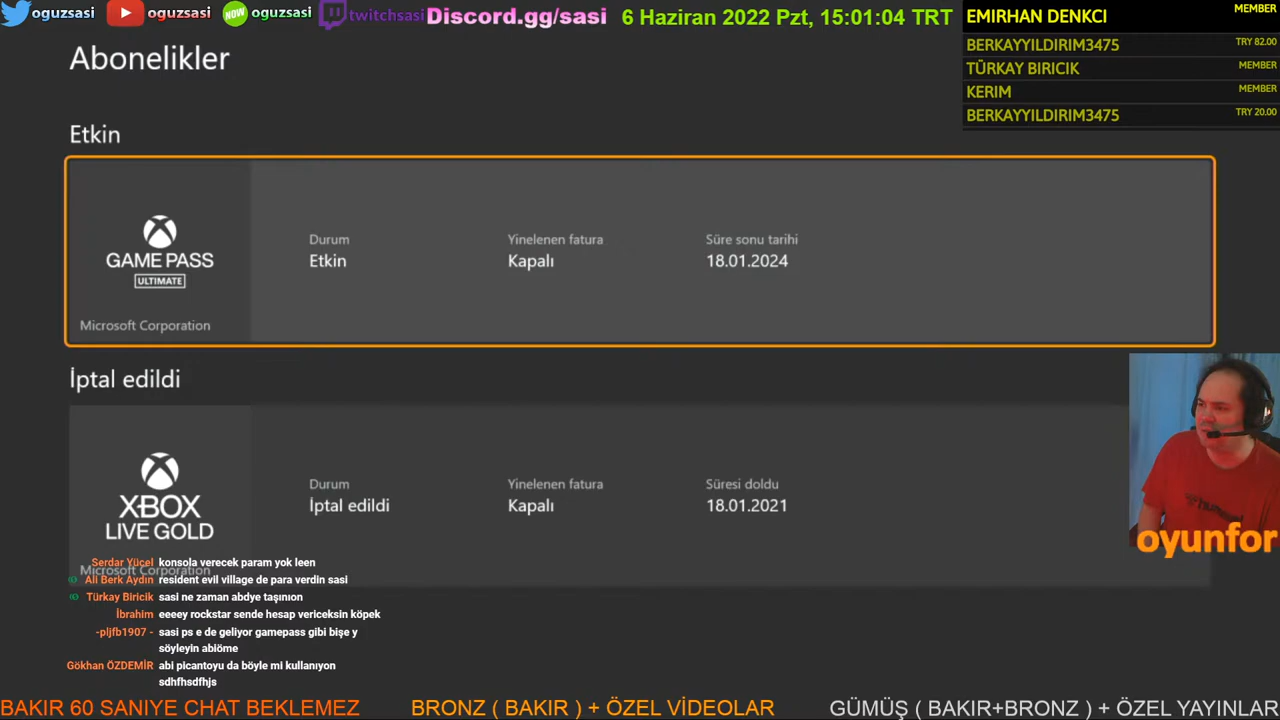 oguzsasi oguzsasi NOW oguzsasi twitchsasi Discord.gg/sasi 6 Haziran 2022 Pzt, 15:01:04 TRT
EMIRHAN DENKCI MEMBER
BERKAYYILDIRIM3475 TRY 82.00
TÜRKAY BIRICIK MEMBER
KERIM MEMBER
BERKAYYILDIRIM3475 TRY 20.00
Abonelikler
Etkin
GAME PASS
ULTIMATE
Microsoft Corporation
Durum
Etkin
Yinelenen fatura
Kapalı
Süre sonu tarihi
18.01.2024
İptal edildi
XBOX
LIVE GOLD
Microsoft Corporation
Durum
İptal edildi
Yinelenen fatura
Kapalı
Süresi doldu
18.01.2021
oyunfor
Serdar Yüçel konsola verecek param yok leen
Ali Berk Aydın resident evil village de para verdin sasi
Türkay Biricik sasi ne zaman abdye taşınıon
İbrahim eeeey rockstar sende hesap vericeksin köpek
-pljfb1907 - sasi ps e de geliyor gamepass gibi bişe y
söyleyin abiöme
Gökhan ÖZDEMİR abi picantoyu da böyle mi kullanıyon
sdhfhsdfhjs
BAKIR 60 SANIYE CHAT BEKLEMEZ BRONZ ( BAKIR ) + ÖZEL VİDEOLAR GÜMÜŞ ( BAKIR+BRONZ ) + ÖZEL YAYINLAR